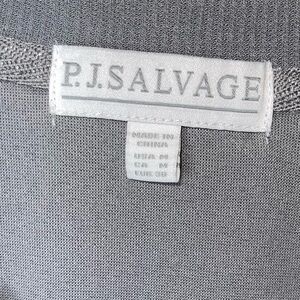 P.J.SALVAGE
MADE IN
CHINA
USA M
CA M
EUR 38